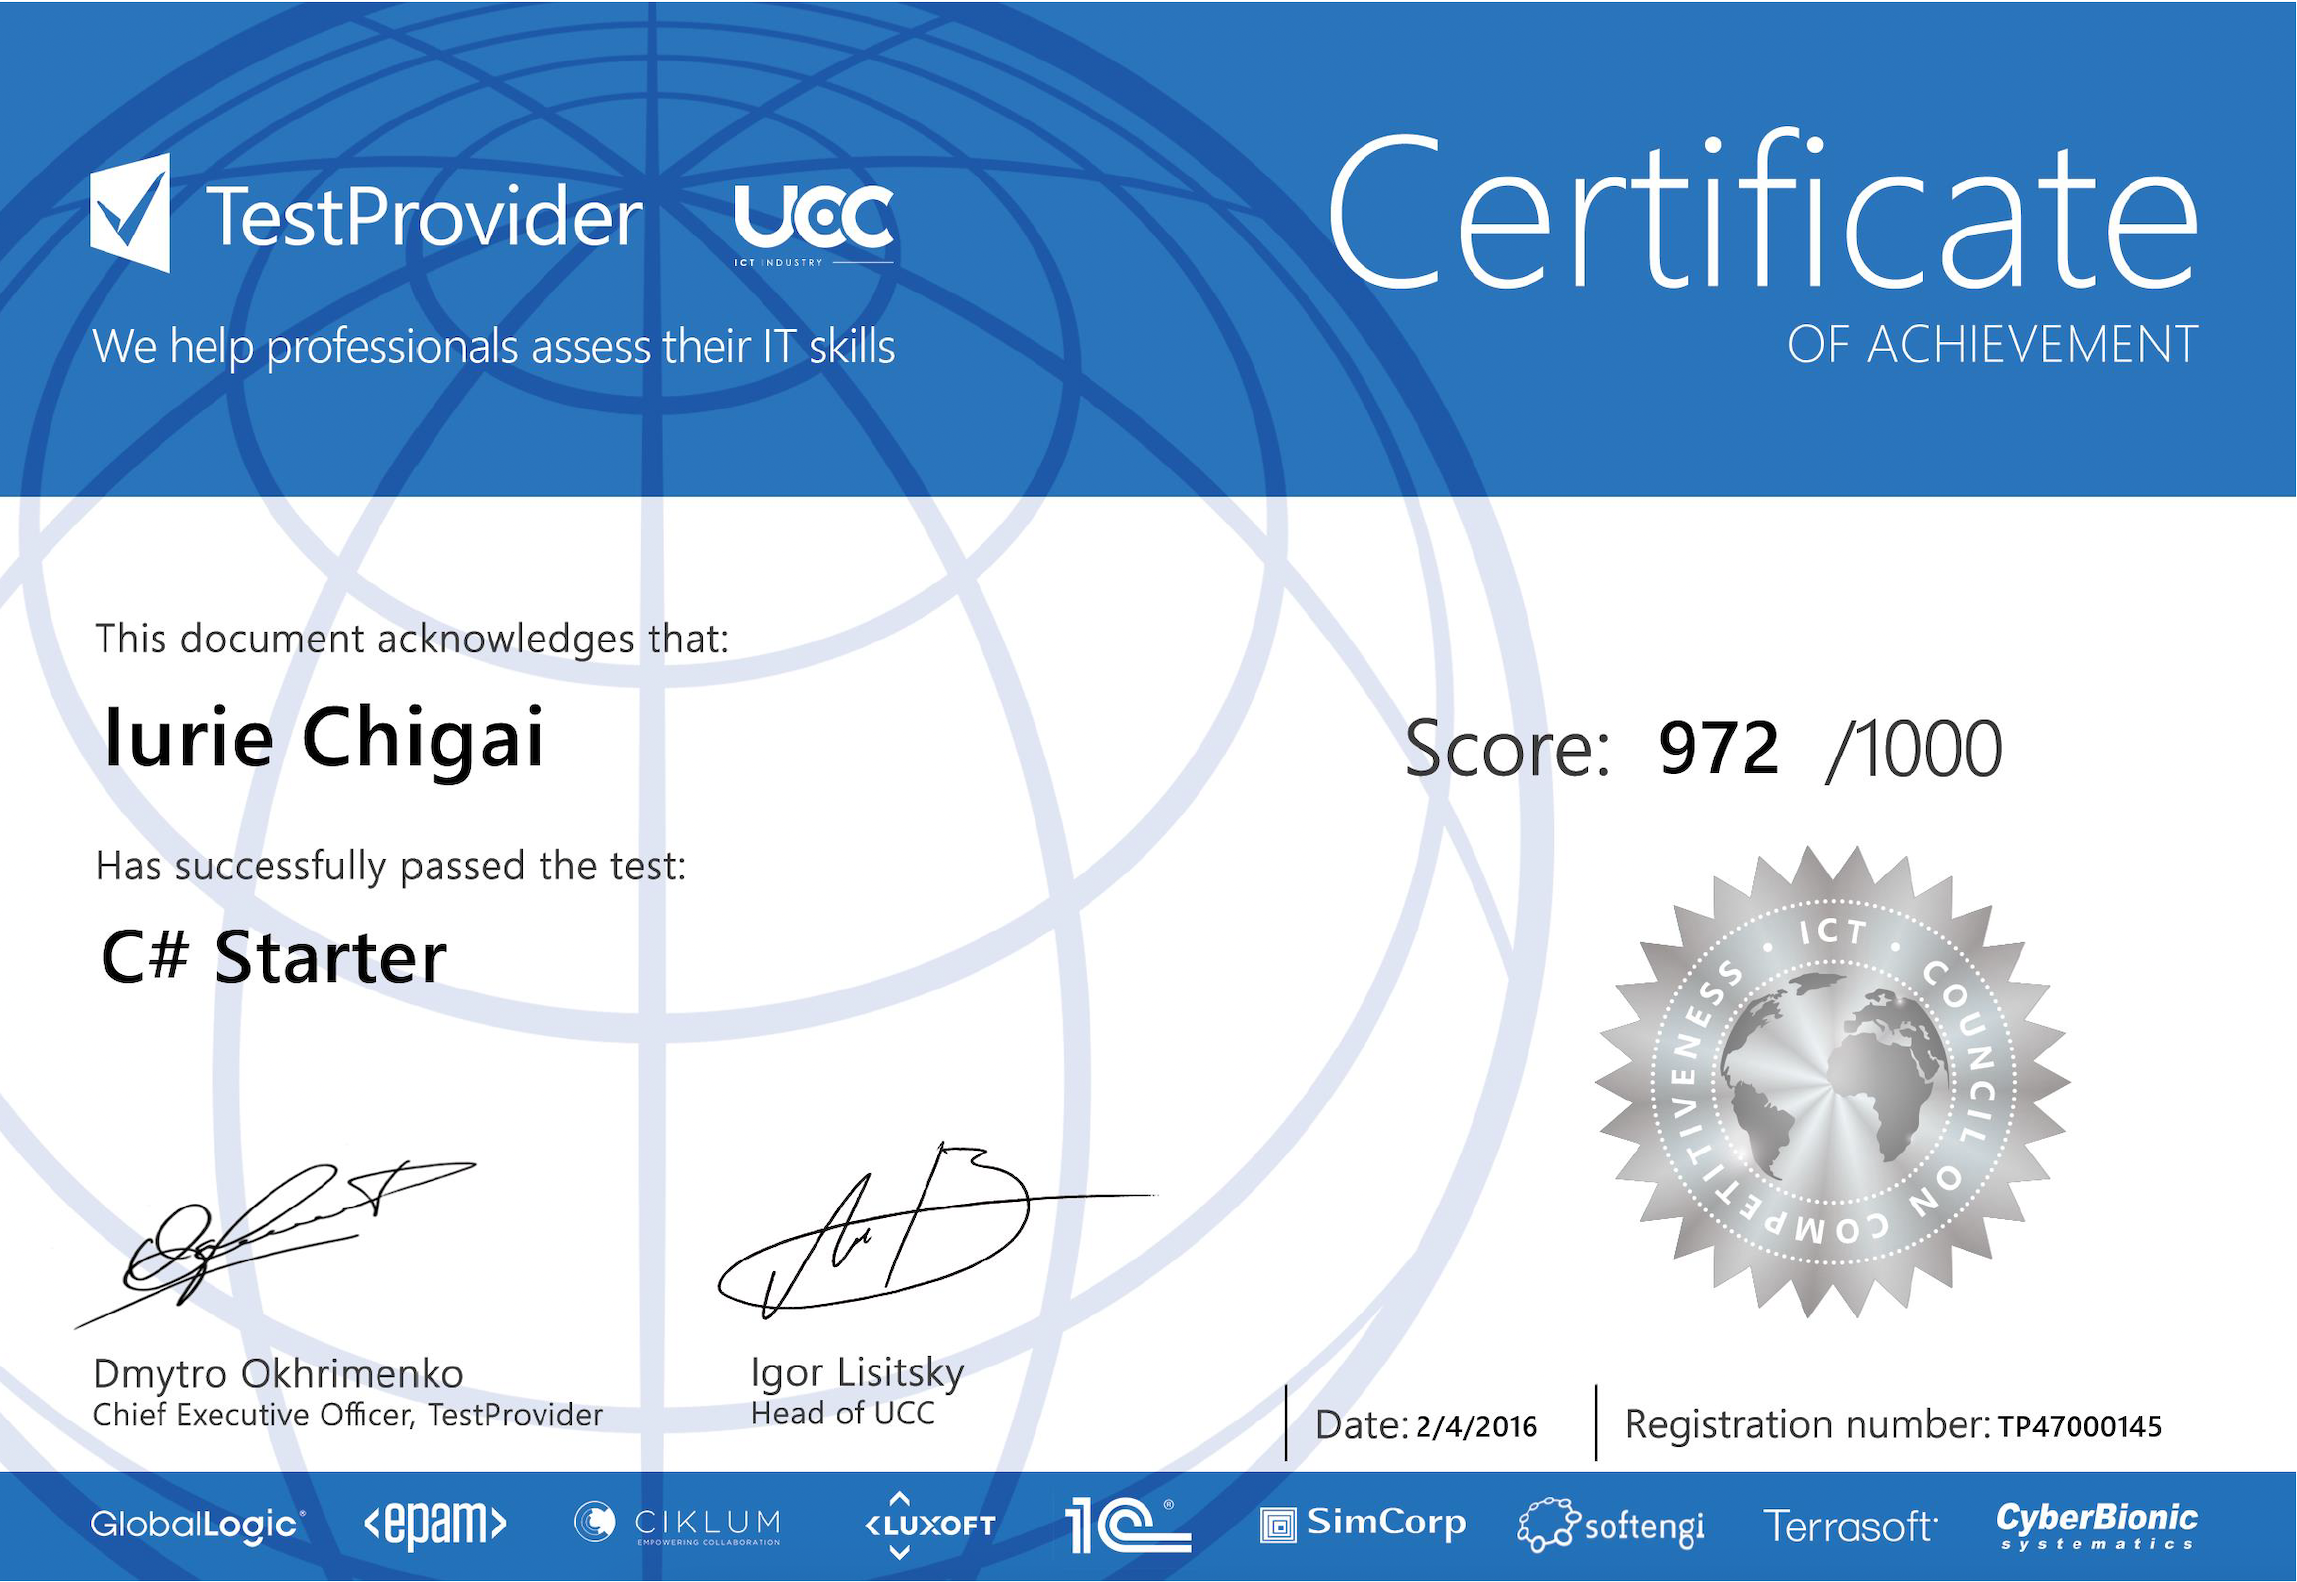 TestProvider
UCC
ICT INDUSTRY
We help professionals assess their IT skills
Certificate
OF ACHIEVEMENT
This document acknowledges that:
Iurie Chigai
Score: 972 /1000
Has successfully passed the test:
C# Starter
ICT • COUNCIL ON COMPETITIVENESS •
Dmytro Okhrimenko
Chief Executive Officer, TestProvider
Igor Lisitsky
Head of UCC
Date: 2/4/2016
Registration number: TP47000145
GlobalLogic®
<epam>
CIKLUM
EMPOWERING COLLABORATION
<LUXOFT
1C®
SimCorp
softengi
Terrasoft
CyberBionic
systematics